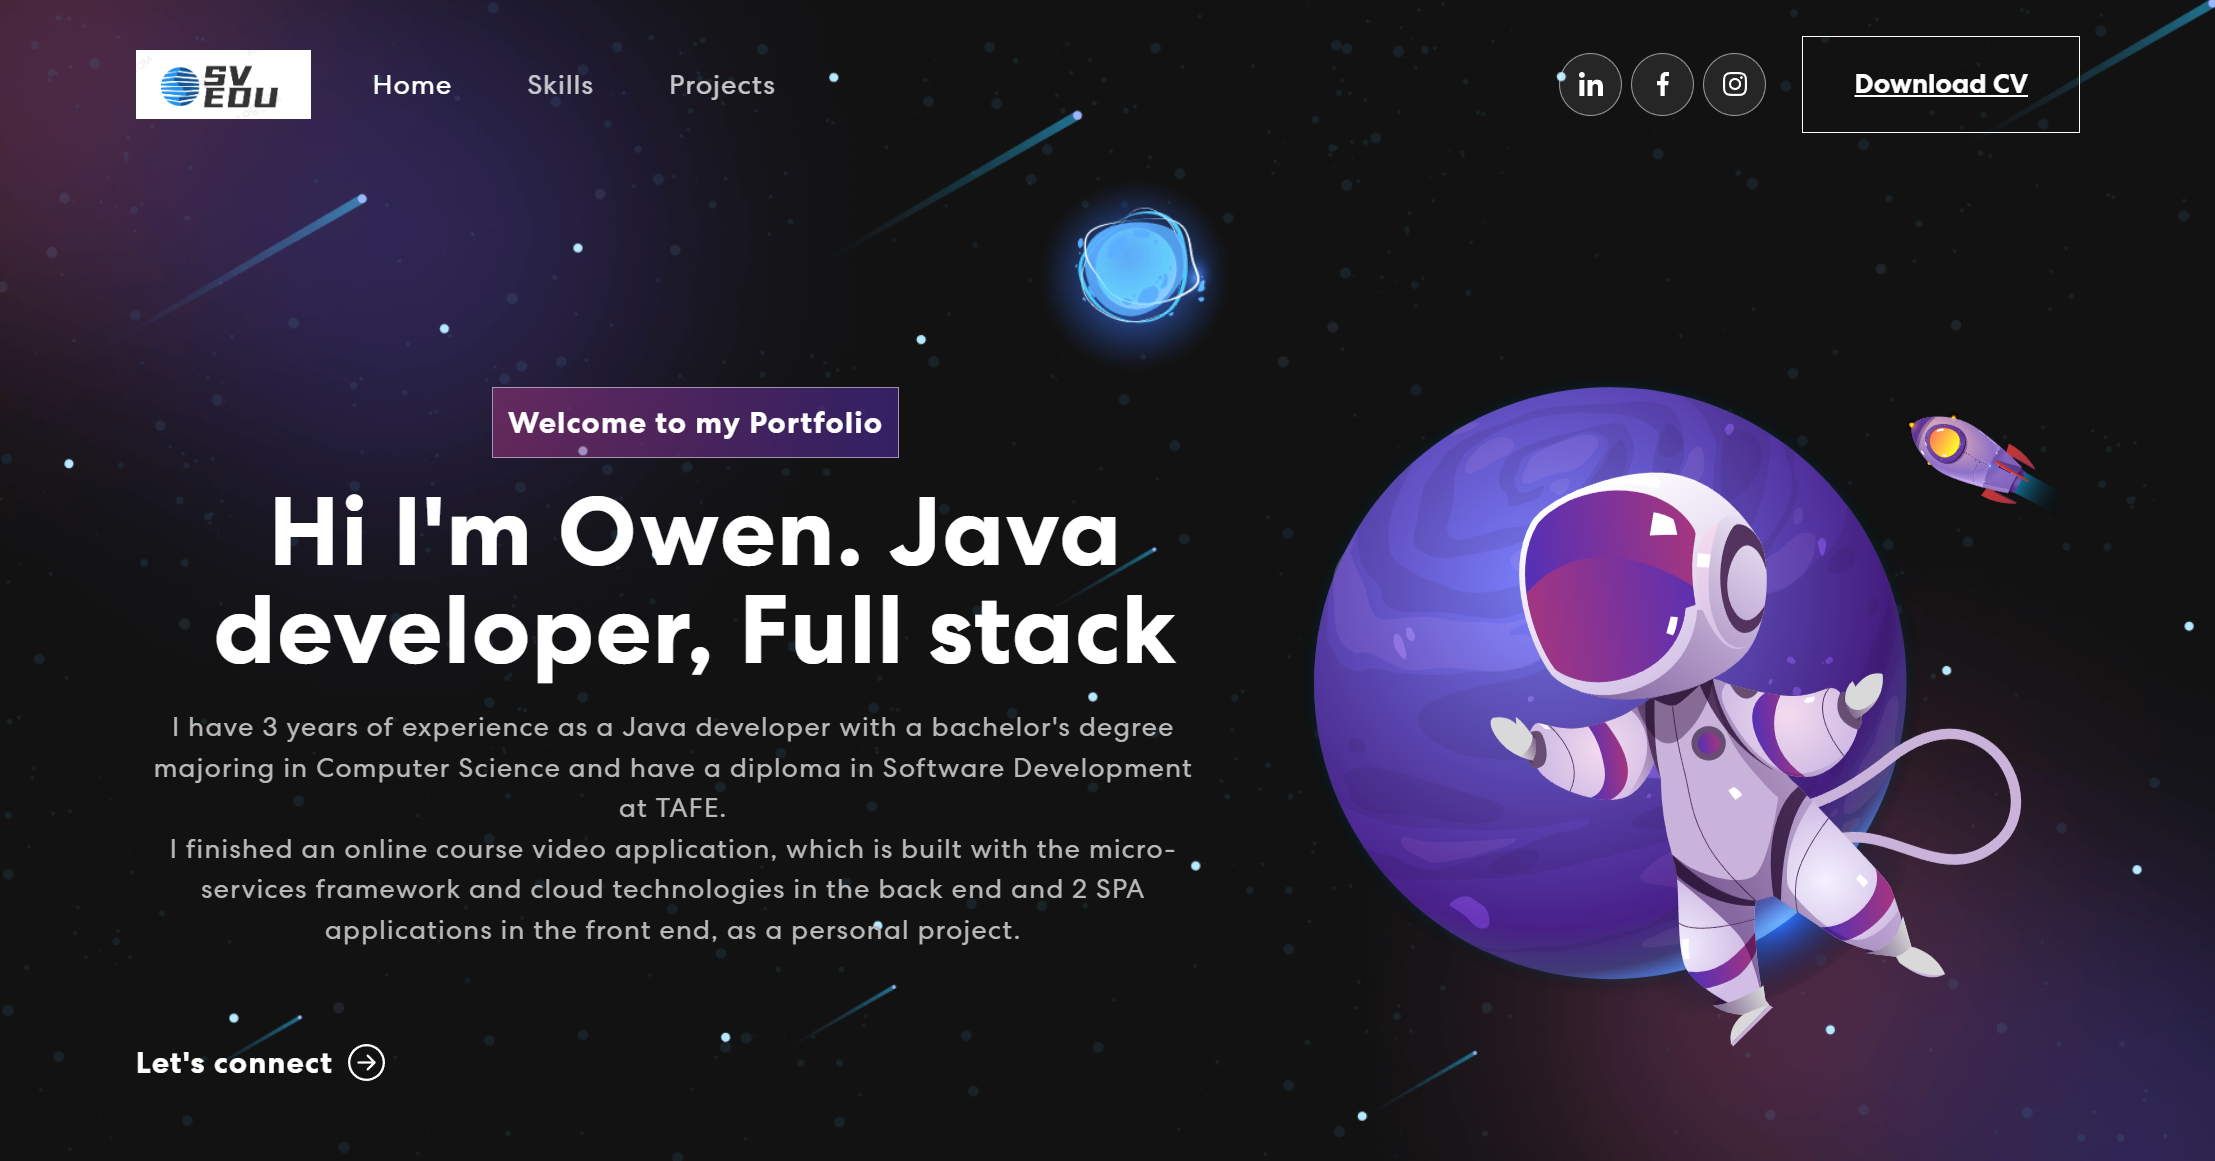 SV
EDU
Home
Skills
Projects
in
f
Download CV
Welcome to my Portfolio
Hi I'm Owen. Java
developer, Full stack
I have 3 years of experience as a Java developer with a bachelor's degree
majoring in Computer Science and have a diploma in Software Development
at TAFE.
I finished an online course video application, which is built with the micro-
services framework and cloud technologies in the back end and 2 SPA
applications in the front end, as a personal project.
Let's connect